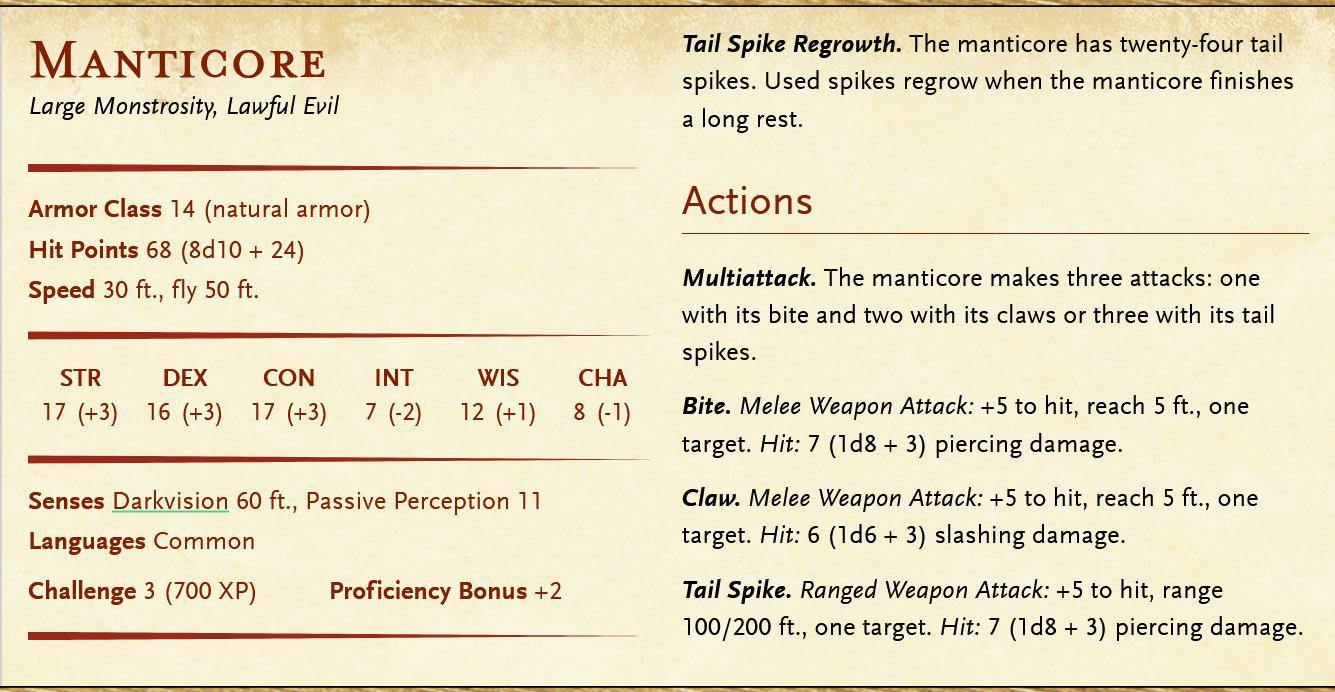 MANTICORE
Large Monstrosity, Lawful Evil
Armor Class 14 (natural armor)
Hit Points 68 (8d10 + 24)
Speed 30 ft., fly 50 ft.
STR DEX CON INT WIS CHA
17 (+3) 16 (+3) 17 (+3) 7 (-2) 12 (+1) 8 (-1)
Senses Darkvision 60 ft., Passive Perception 11
Languages Common
Challenge 3 (700 XP) Proficiency Bonus +2
Tail Spike Regrowth. The manticore has twenty-four tail
spikes. Used spikes regrow when the manticore finishes
a long rest.
Actions
Multiattack. The manticore makes three attacks: one
with its bite and two with its claws or three with its tail
spikes.
Bite. Melee Weapon Attack: +5 to hit, reach 5 ft., one
target. Hit: 7 (1d8 + 3) piercing damage.
Claw. Melee Weapon Attack: +5 to hit, reach 5 ft., one
target. Hit: 6 (1d6 + 3) slashing damage.
Tail Spike. Ranged Weapon Attack: +5 to hit, range
100/200 ft., one target. Hit: 7 (1d8 + 3) piercing damage.